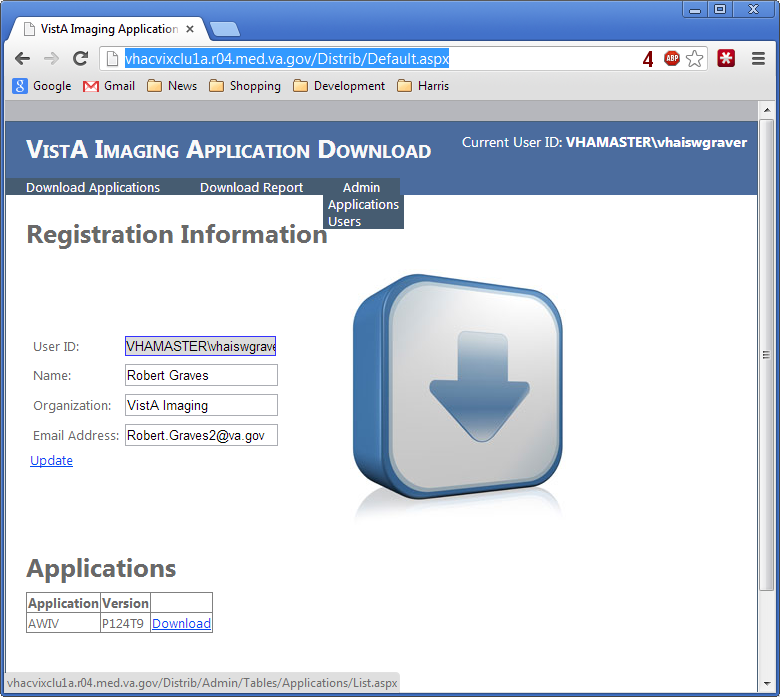 VistA Imaging Application
vhacvixclu1a.r04.med.va.gov/Distrib/Default.aspx
4 ABP
8 Google Gmail News Shopping Development Harris
VISTA IMAGING APPLICATION DOWNLOAD
Current User ID: VHAMASTER\vhaiswgraver
Download Applications Download Report Admin
Applications
Users
Registration Information
User ID: VHAMASTER\vhaiswgrave
Name: Robert Graves
Organization: VistA Imaging
Email Address: Robert.Graves2@va.gov
Update
Applications
Application Version
AWIV P124T9 Download
vhacvixclu1a.r04.med.va.gov/Distrib/Admin/Tables/Applications/List.aspx